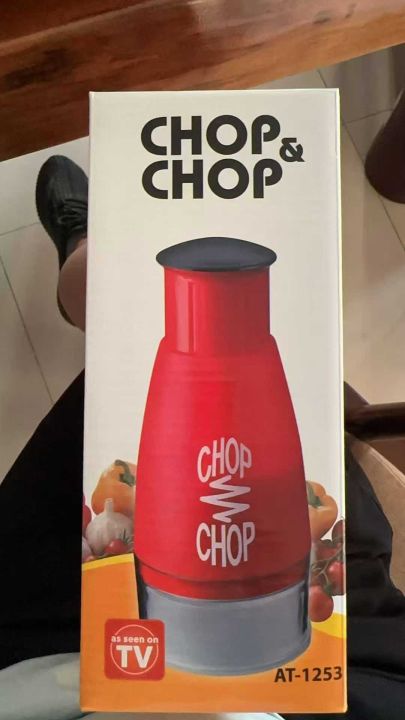 CHOP &
CHOP
CHOP
CHOP
as seen on
TV
AT-1253